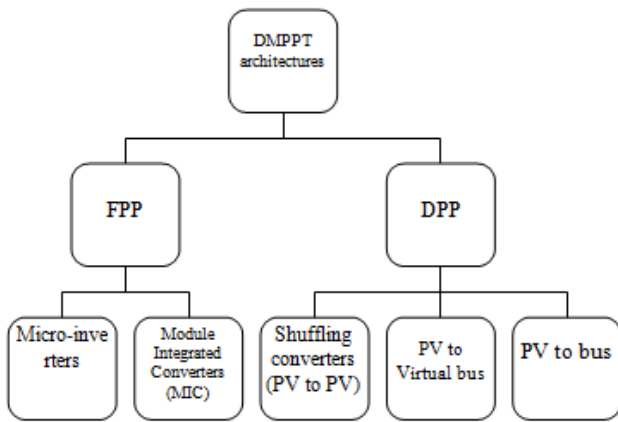 DMPPT
architectures
FPP
DPP
Micro-inve
rters
Module
Integrated
Converters
(MIC)
Shuffling
converters
(PV to PV)
PV to
Virtual bus
PV to bus